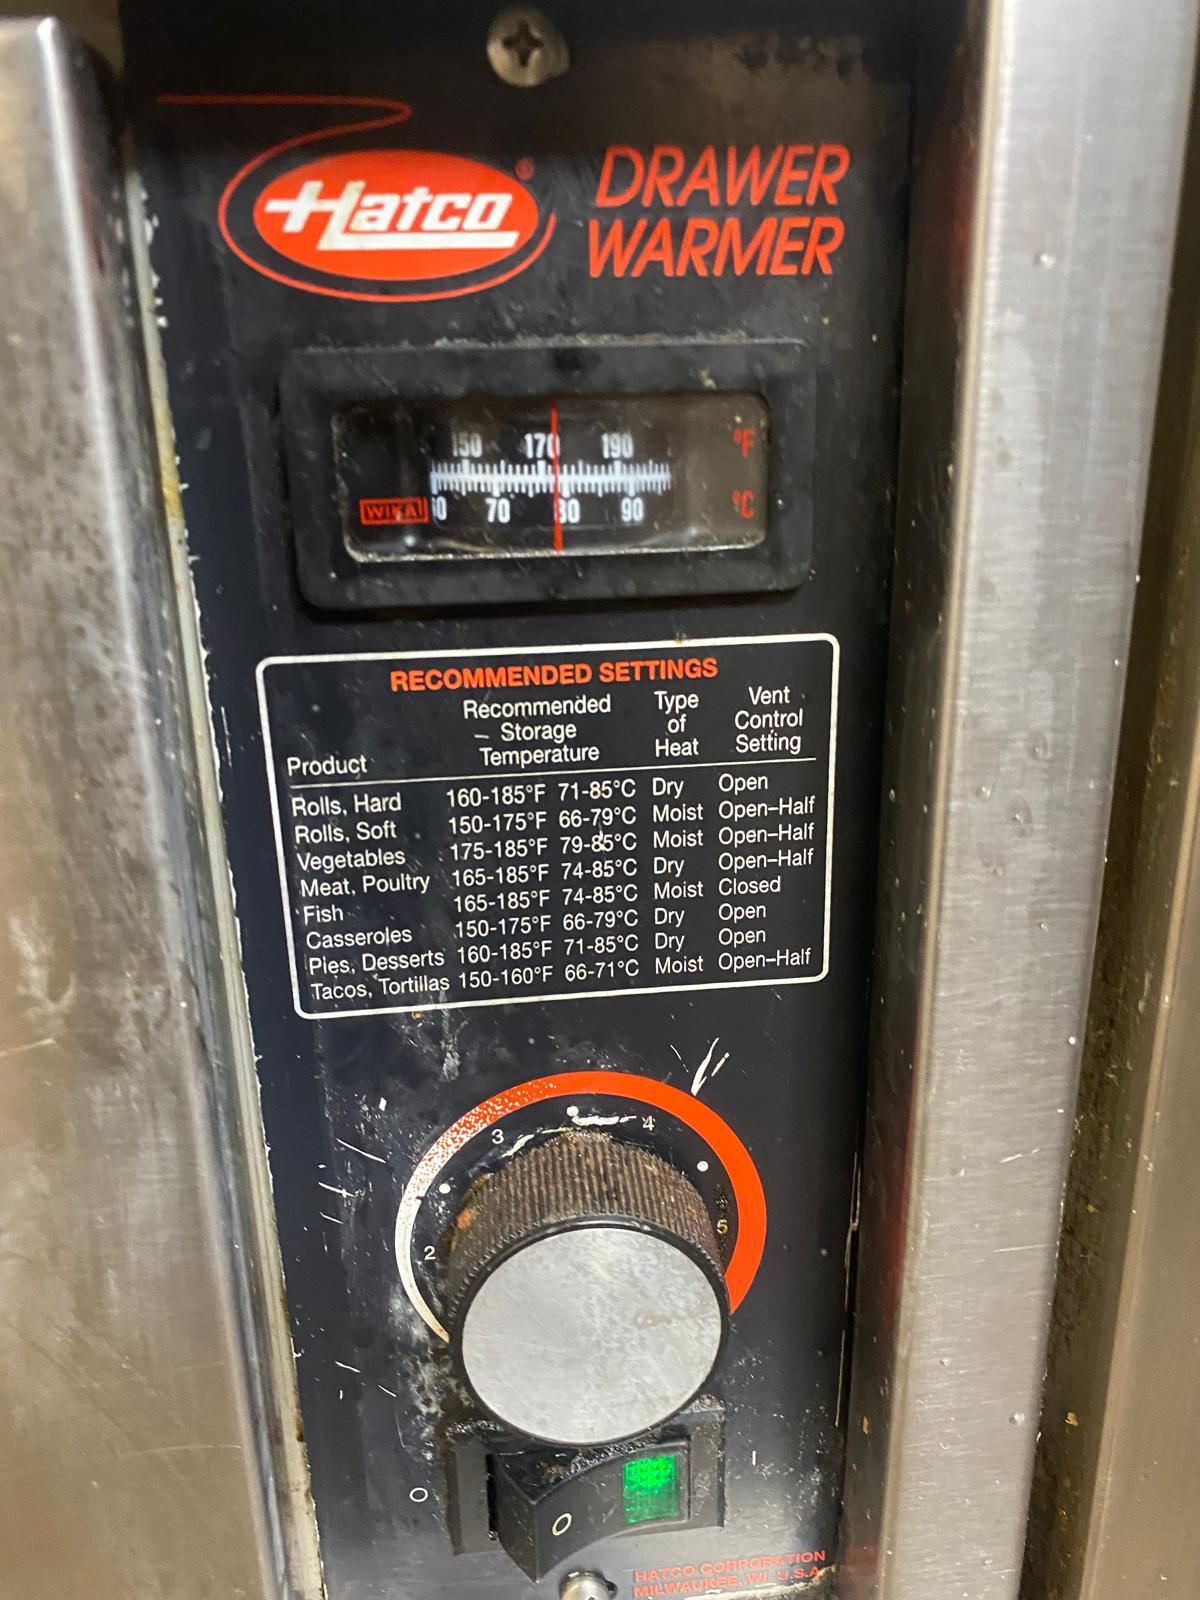 Hatco®
DRAWER
WARMER
150 170 190 °F
WIKA 60 70 80 90 °C
RECOMMENDED SETTINGS
Product Recommended Storage Temperature Type of Heat Vent Control Setting
Rolls, Hard 160-185°F 71-85°C Dry Open
Rolls, Soft 150-175°F 66-79°C Moist Open–Half
Vegetables 175-185°F 79-85°C Moist Open–Half
Meat, Poultry 165-185°F 74-85°C Dry Open–Half
Fish 165-185°F 74-85°C Moist Closed
Casseroles 150-175°F 66-79°C Dry Open
Pies, Desserts 160-185°F 71-85°C Dry Open
Tacos, Tortillas 150-160°F 66-71°C Moist Open–Half
2 3 4 5
O O I
HATCO CORPORATION
MILWAUKEE, WI U.S.A.